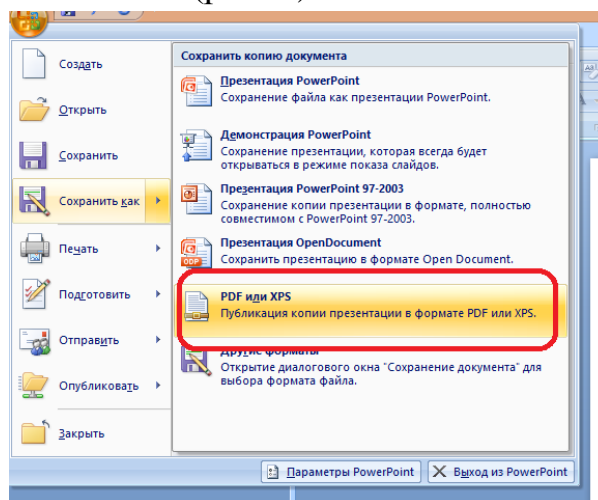 Создать
Открыть
Сохранить
Сохранить как
Печать
Подготовить
Отправить
Опубликовать
Закрыть
Сохранить копию документа
Презентация PowerPoint
Сохранение файла как презентации PowerPoint.
Демонстрация PowerPoint
Сохранение презентации, которая всегда будет
открываться в режиме показа слайдов.
Презентация PowerPoint 97-2003
Сохранение копии презентации в формате, полностью
совместимом с PowerPoint 97-2003.
Презентация OpenDocument
Сохранить презентацию в формате Open Document.
PDF или XPS
Публикация копии презентации в формате PDF или XPS.
Другие форматы
Открытие диалогового окна "Сохранение документа" для
выбора формата файла.
Параметры PowerPoint
Выход из PowerPoint